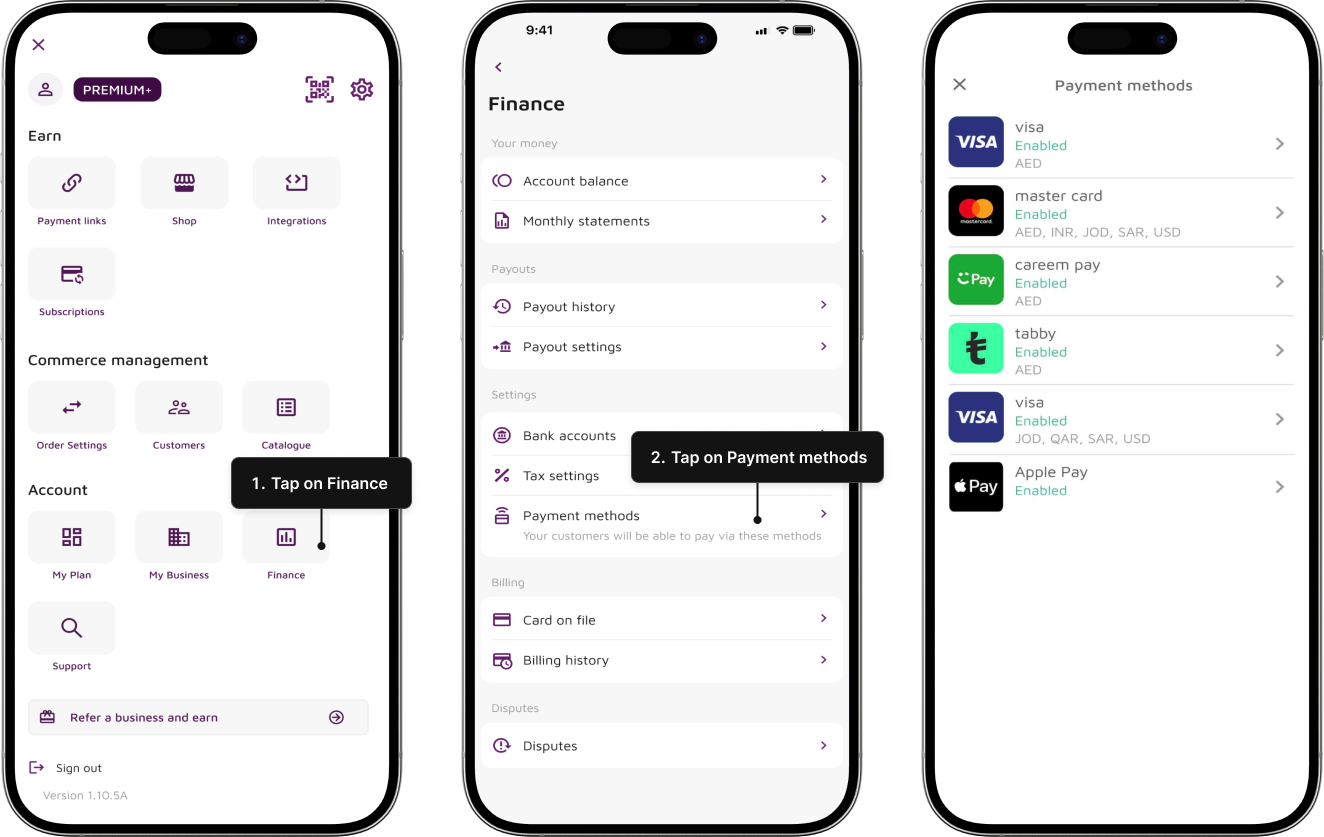 PREMIUM+
Earn
Payment links
Shop
Integrations
Subscriptions
Commerce management
Order Settings
Customers
Catalogue
Account
1. Tap on Finance
My Plan
My Business
Finance
Support
Refer a business and earn
Sign out
Version 1.10.5A
9:41
Finance
Your money
Account balance
Monthly statements
Payouts
Payout history
Payout settings
Settings
Bank accounts
2. Tap on Payment methods
Tax settings
Payment methods
Your customers will be able to pay via these methods
Billing
Card on file
Billing history
Disputes
Disputes
Payment methods
VISA
visa
Enabled
AED
mastercard
master card
Enabled
AED, INR, JOD, SAR, USD
Pay
careem pay
Enabled
AED
tabby
Enabled
AED
VISA
visa
Enabled
JOD, QAR, SAR, USD
Pay
Apple Pay
Enabled